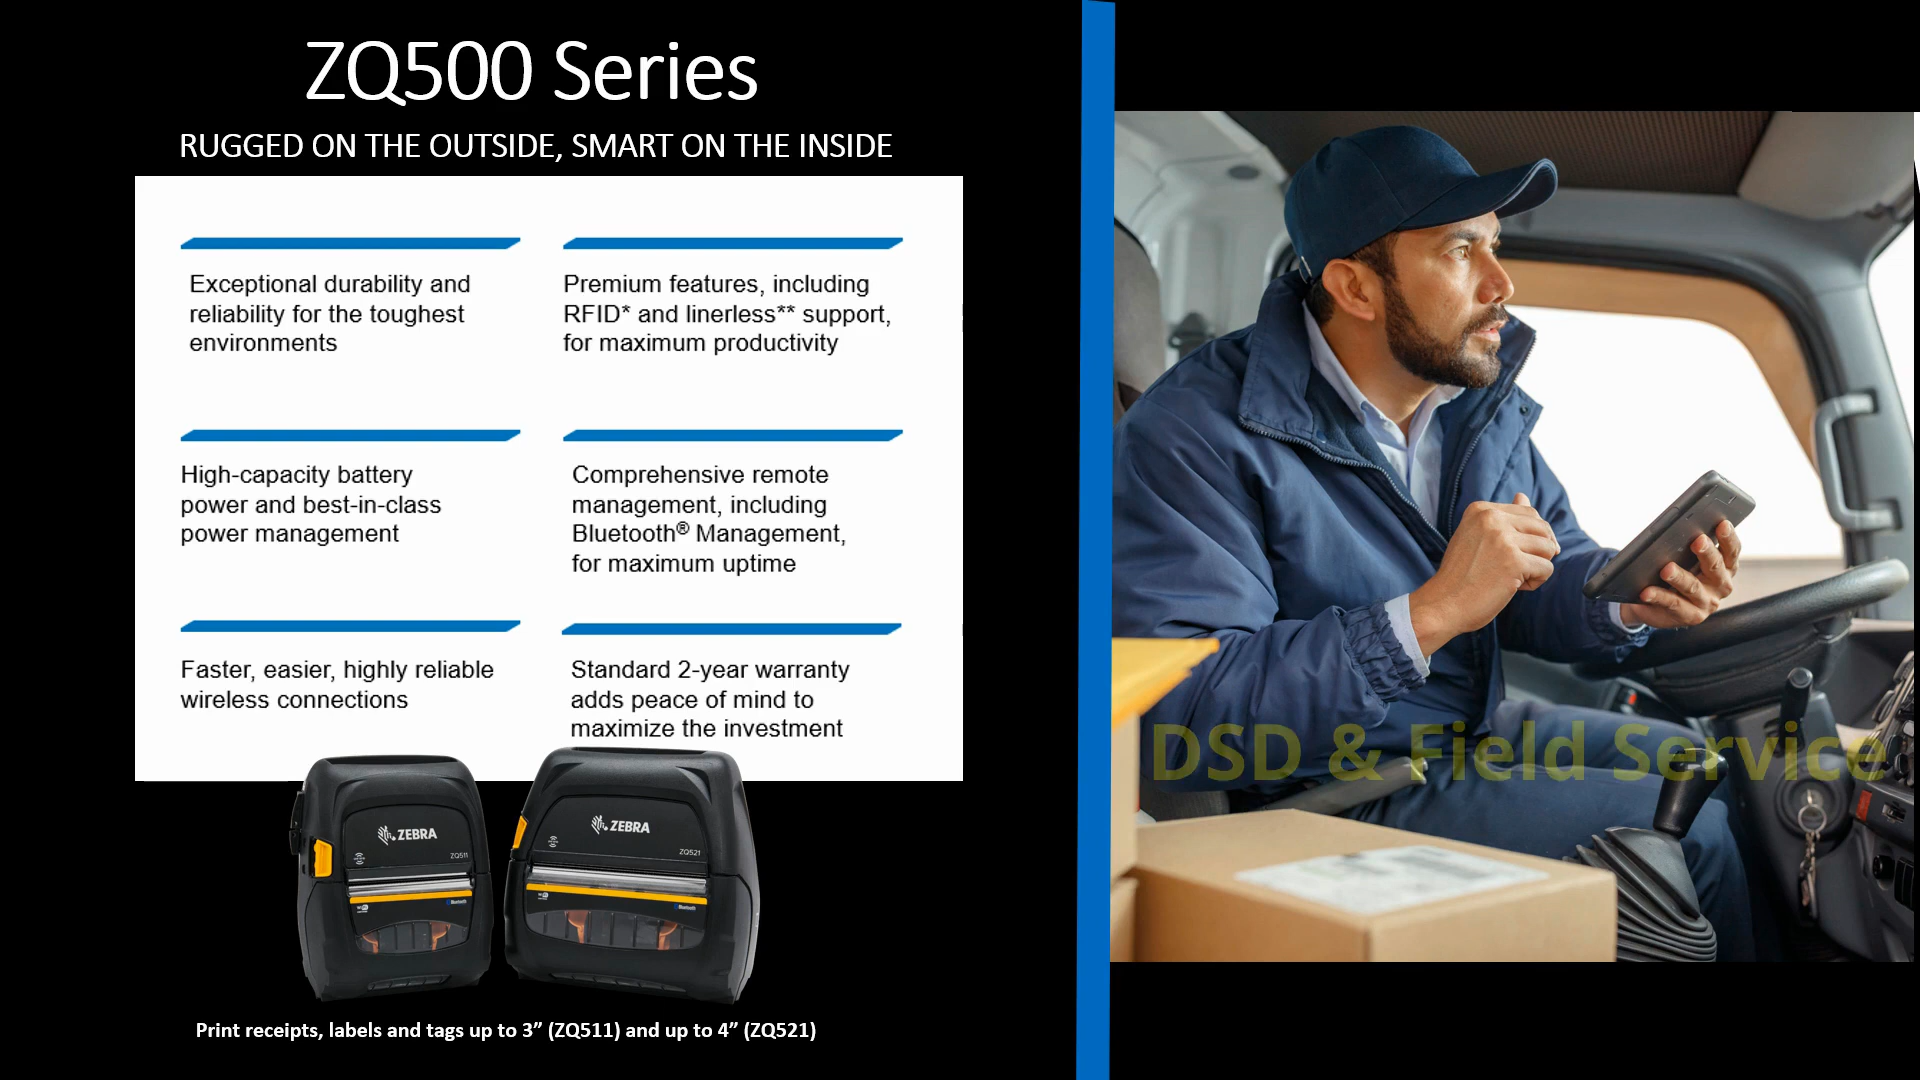 ZQ500 Series
RUGGED ON THE OUTSIDE, SMART ON THE INSIDE
Exceptional durability and
reliability for the toughest
environments
Premium features, including
RFID* and linerless** support,
for maximum productivity
High-capacity battery
power and best-in-class
power management
Comprehensive remote
management, including
Bluetooth® Management,
for maximum uptime
Faster, easier, highly reliable
wireless connections
Standard 2-year warranty
adds peace of mind to
maximize the investment
ZEBRA
ZQ511
Bluetooth
ZEBRA
ZQ521
Bluetooth
Print receipts, labels and tags up to 3” (ZQ511) and up to 4” (ZQ521)
DSD & Field Service